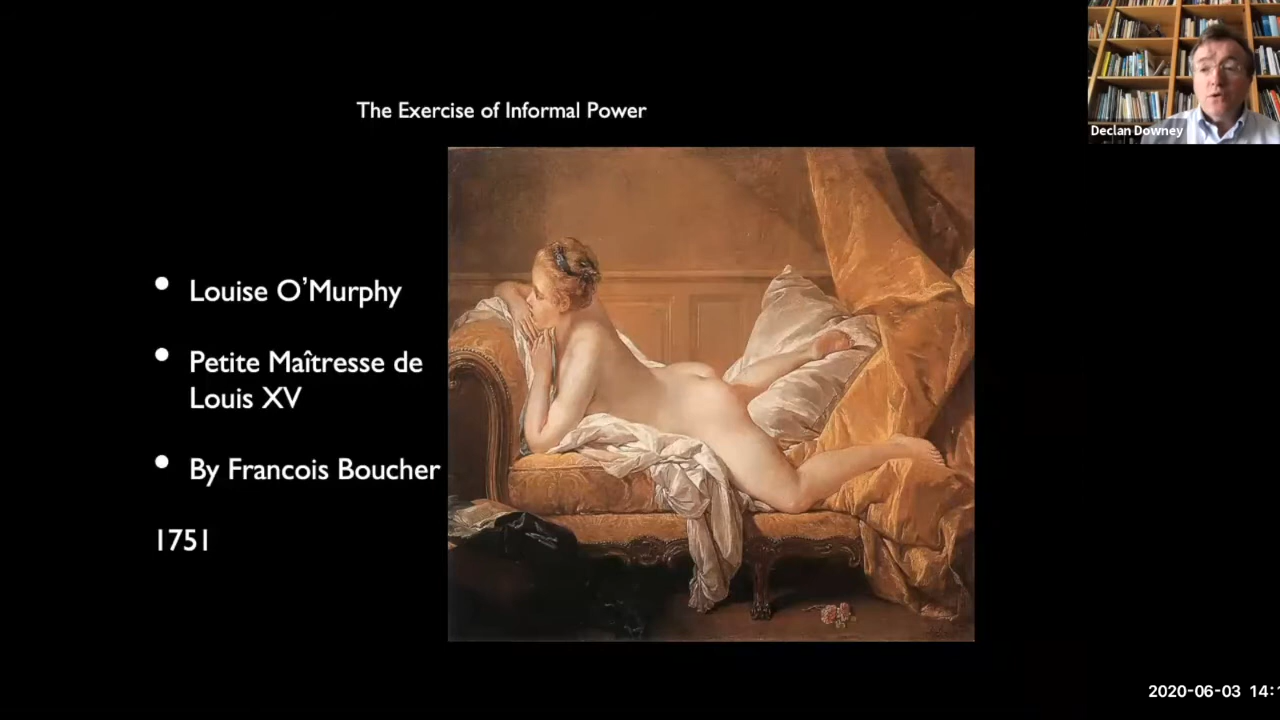 The Exercise of Informal Power
Declan Downey
• Louise O’Murphy
• Petite Maîtresse de
Louis XV
• By Francois Boucher
1751
2020-06-03 14:1